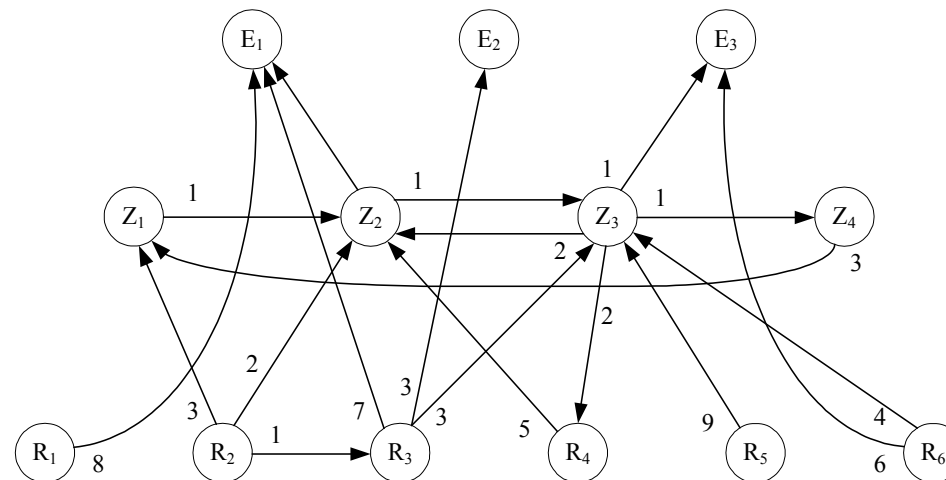 E₁ E₂ E₃
1 1 1 1
Z₁ Z₂ Z₃ Z₄
2 3
2
2 3 3
3 7 3 5 9 4
1
R₁ R₂ R₃ R₄ R₅ R₆
8 6